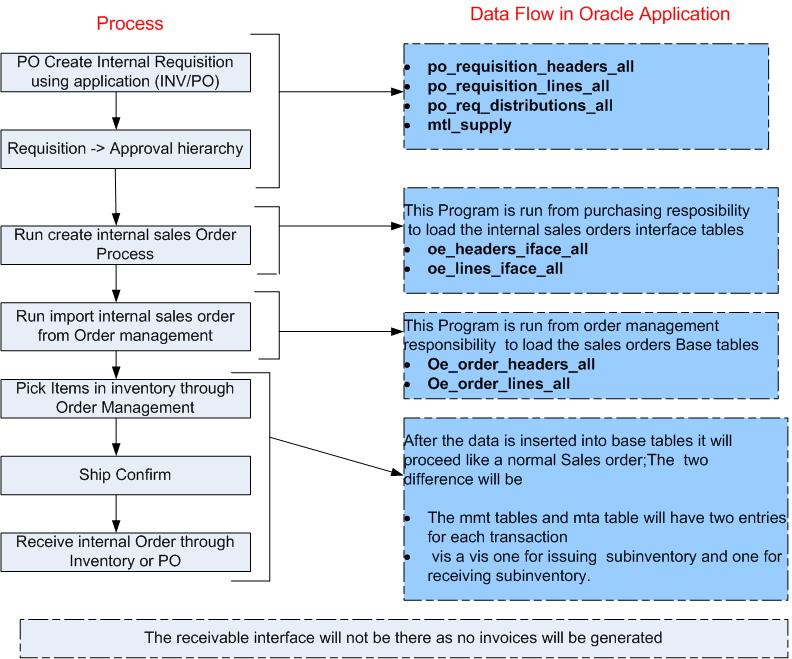 Process
Data Flow in Oracle Application
PO Create Internal Requisition
using application (INV/PO)
Requisition -> Approval hierarchy
Run create internal sales Order
Process
Run import internal sales order
from Order management
Pick Items in inventory through
Order Management
Ship Confirm
Receive internal Order through
Inventory or PO
• po_requisition_headers_all
• po_requisition_lines_all
• po_req_distributions_all
• mtl_supply
This Program is run from purchasing resposibility
to load the internal sales orders interface tables
• oe_headers_iface_all
• oe_lines_iface_all
This Program is run from order management
responsibility to load the sales orders Base tables
• Oe_order_headers_all
• Oe_order_lines_all
After the data is inserted into base tables it will
proceed like a normal Sales order;The two
difference will be
• The mmt tables and mta table will have two entries
for each transaction
• vis a vis one for issuing subinventory and one for
receiving subinventory.
The receivable interface will not be there as no invoices will be generated